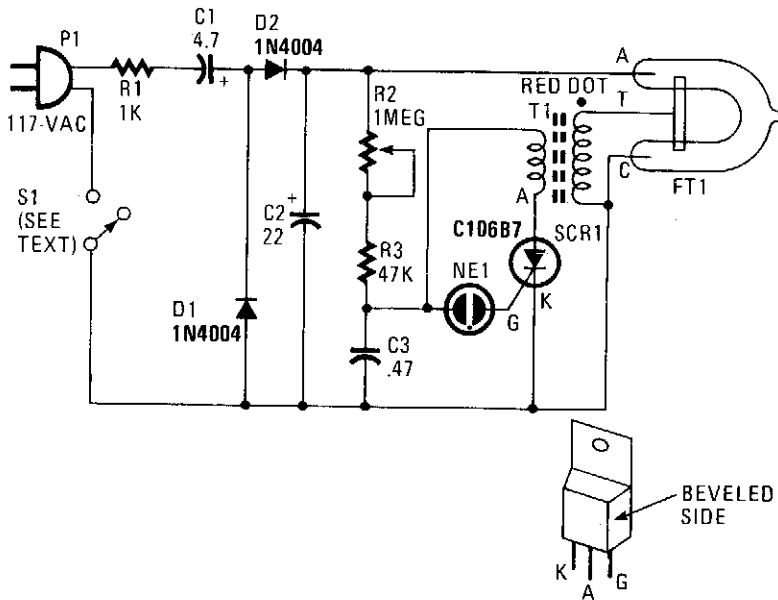 P1
117-VAC
R1
1K
C1
4.7
+
D2
1N4004
S1
(SEE
TEXT)
D1
1N4004
+
C2
22
R2
1MEG
R3
47K
C3
.47
NE1
G
C106B7
SCR1
A
K
T1
RED DOT
A
T
C
FT1
BEVELED
SIDE
K
A
G